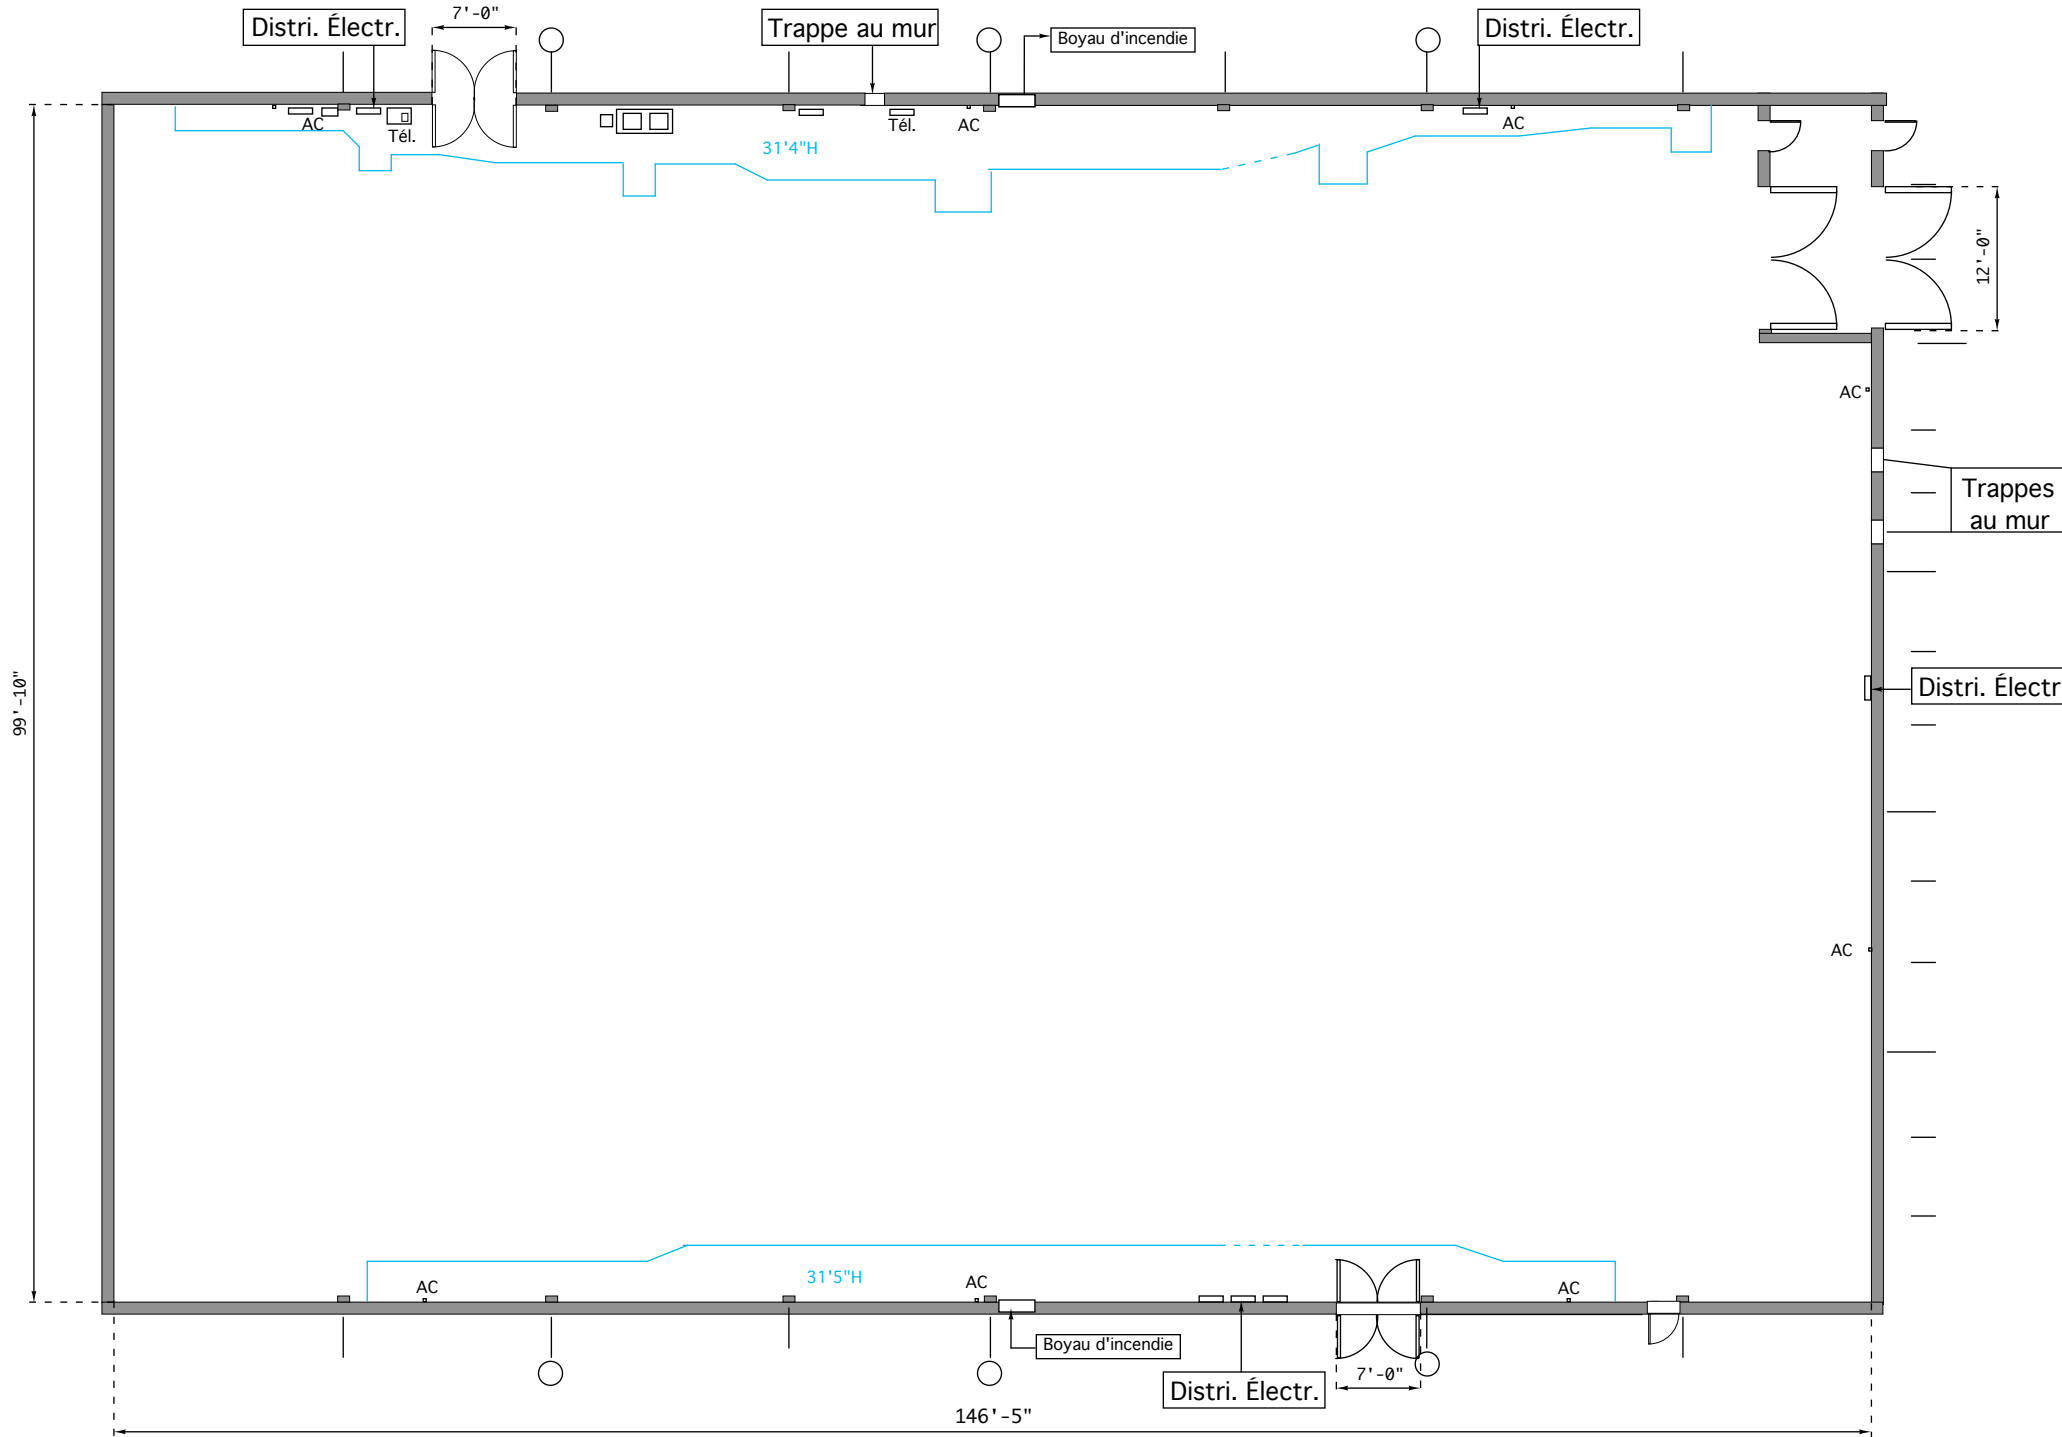 7'-0"
Distri. Électr.
Trappe au mur
Distri. Électr.
Boyau d'incendie
AC
Tél.
Tél.
AC
AC
31'4"H
12'-0"
AC
Trappes
au mur
99'-10"
Distri. Électr
AC
31'5"H
AC
AC
AC
Boyau d'incendie
7'-0"
Distri. Électr.
146'-5"